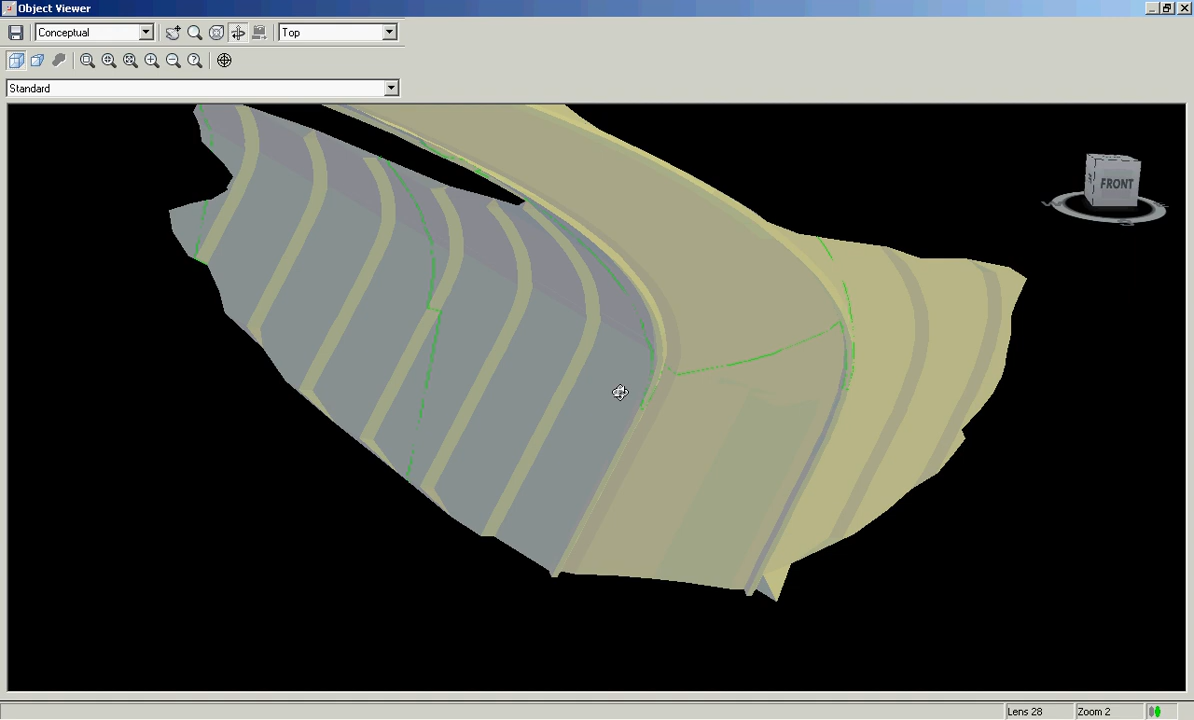 Object Viewer
Conceptual
Top
Standard
FRONT
Lens 28
Zoom 2